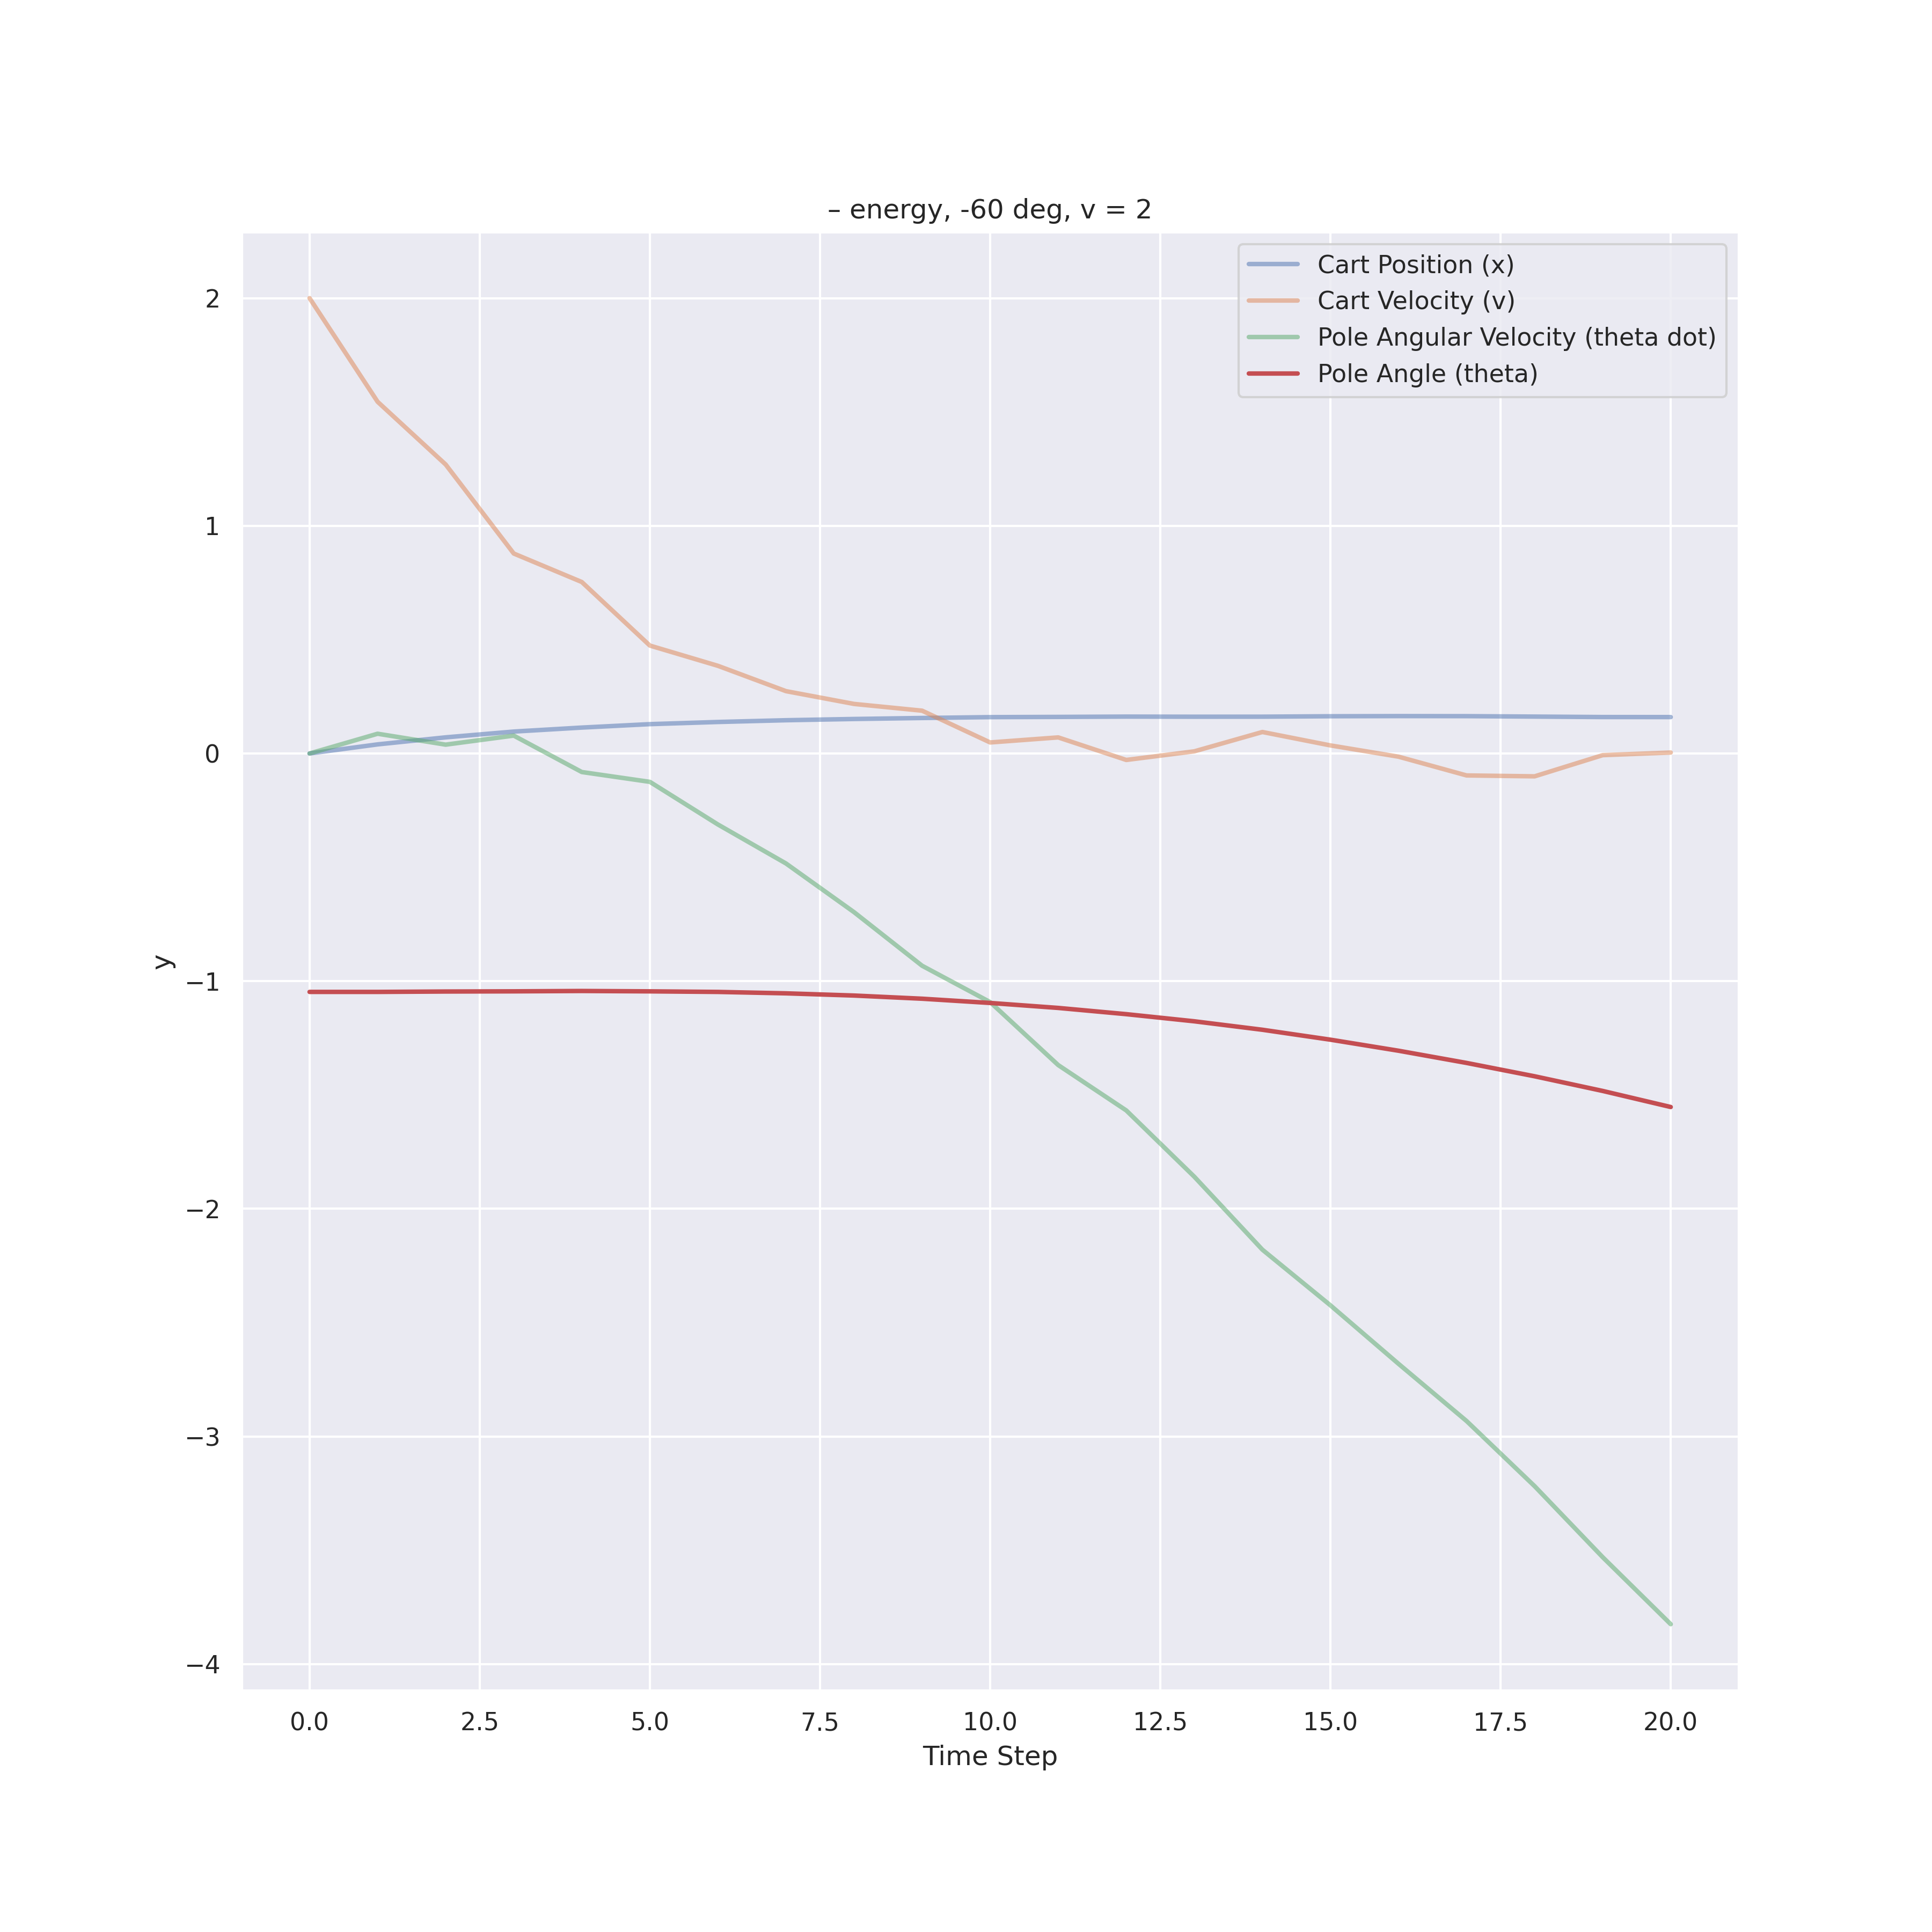 – energy, -60 deg, v = 2
Cart Position (x)
Cart Velocity (v)
Pole Angular Velocity (theta dot)
Pole Angle (theta)
2
1
0
−1
−2
−3
−4
y
0.0 2.5 5.0 7.5 10.0 12.5 15.0 17.5 20.0
Time Step